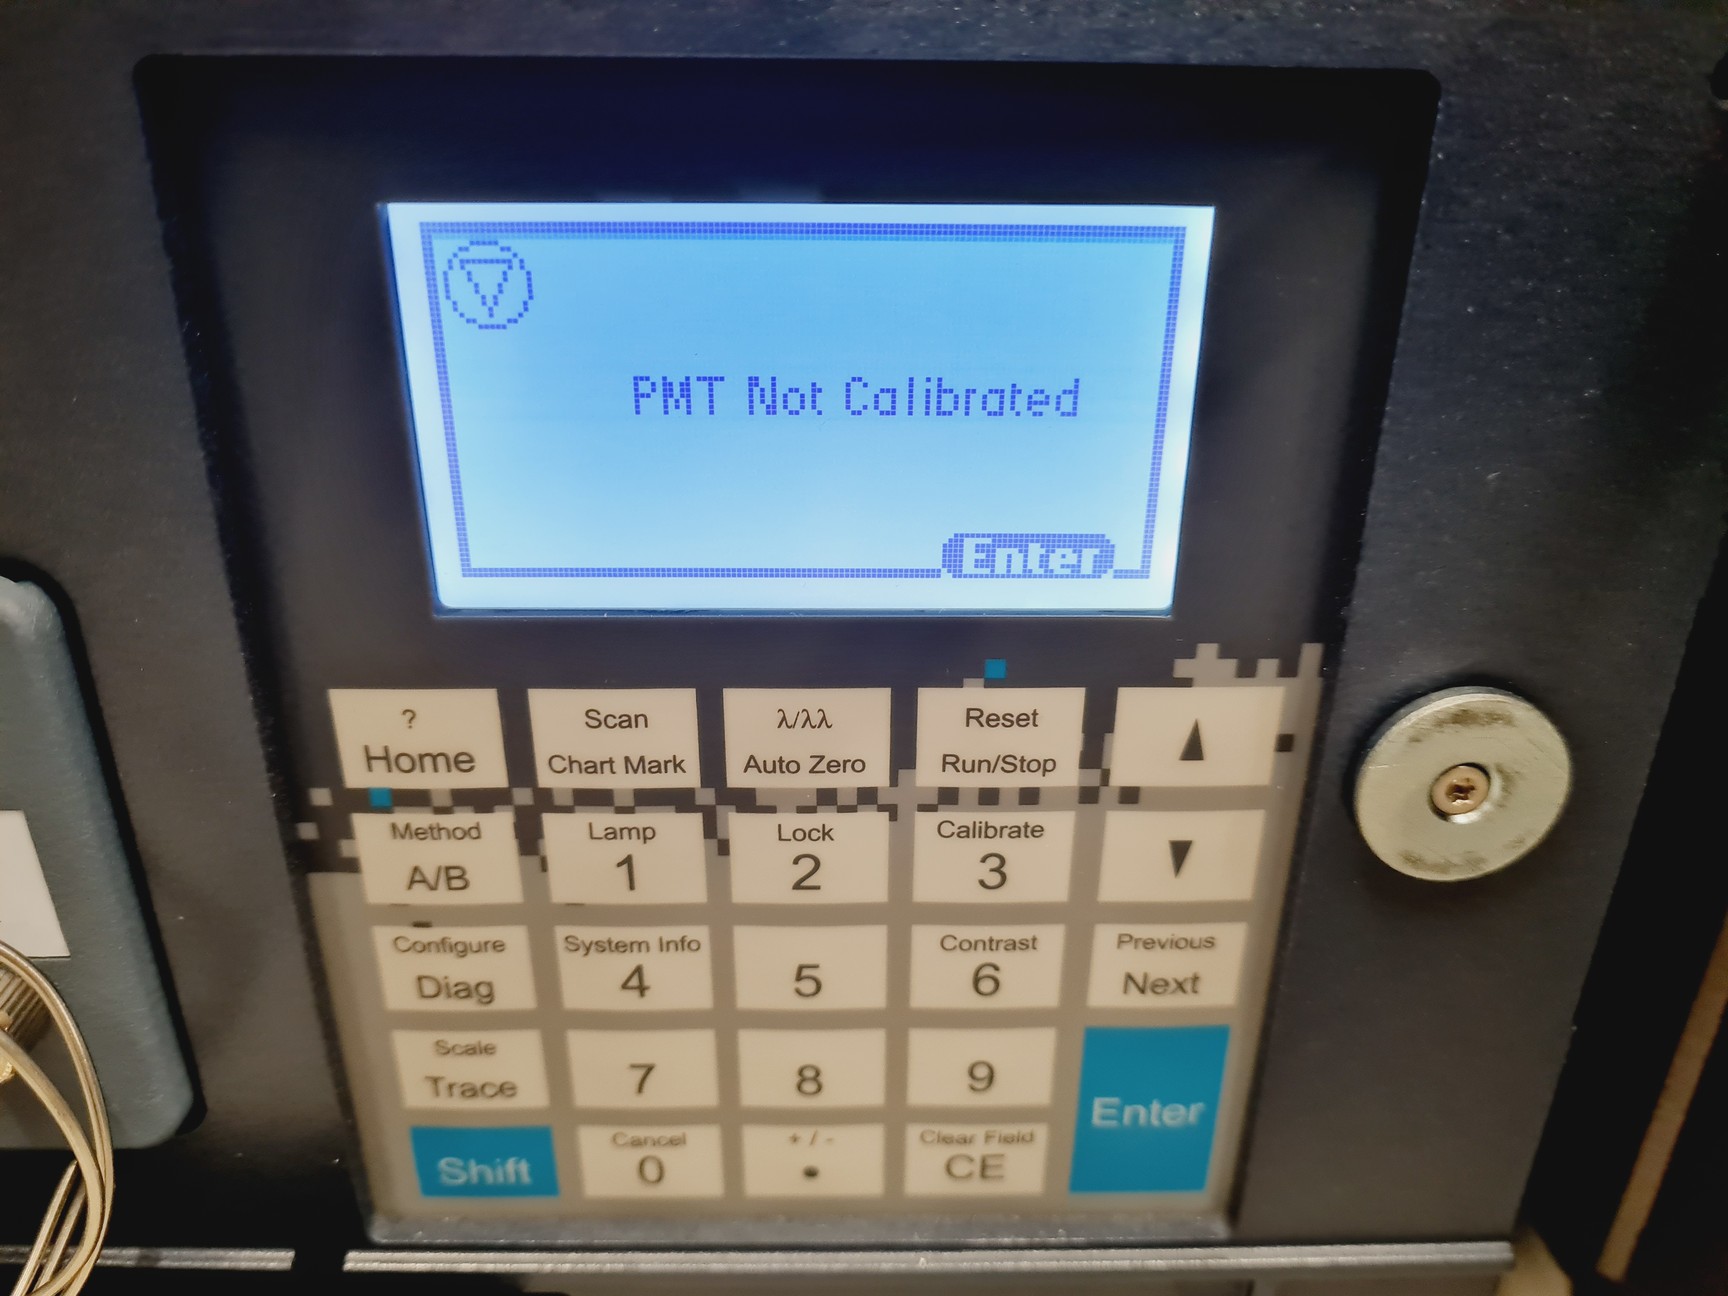 PMT Not Calibrated
Enter
?
Home
Scan
Chart Mark
λ/λλ
Auto Zero
Reset
Run/Stop
▲
Method
A/B
Lamp
1
Lock
2
Calibrate
3
▼
Configure
Diag
System Info
4
5
Contrast
6
Previous
Next
Scale
Trace
7
8
9
Enter
Shift
Cancel
0
+ / -
•
Clear Field
CE